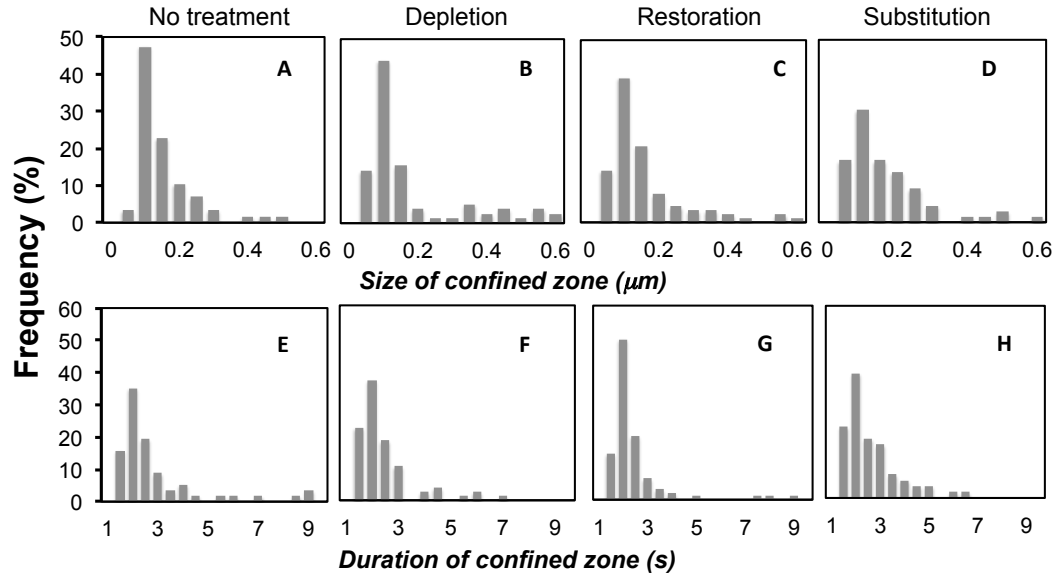 No treatment Depletion Restoration Substitution
50
40
30
20
10
0
A B C D
0 0.2 0.4 0.6 0 0.2 0.4 0.6 0 0.2 0.4 0.6 0 0.2 0.4 0.6
Size of confined zone (μm)
Frequency (%)
60
50
40
30
20
10
0
E F G H
1 3 5 7 9 1 3 5 7 9 1 3 5 7 9 1 3 5 7 9
Duration of confined zone (s)